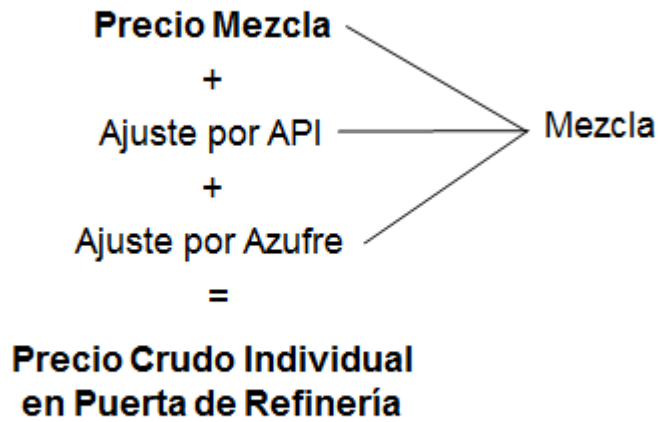 Precio Mezcla
+
Ajuste por API
Mezcla
+
Ajuste por Azufre
=
Precio Crudo Individual
en Puerta de Refinería